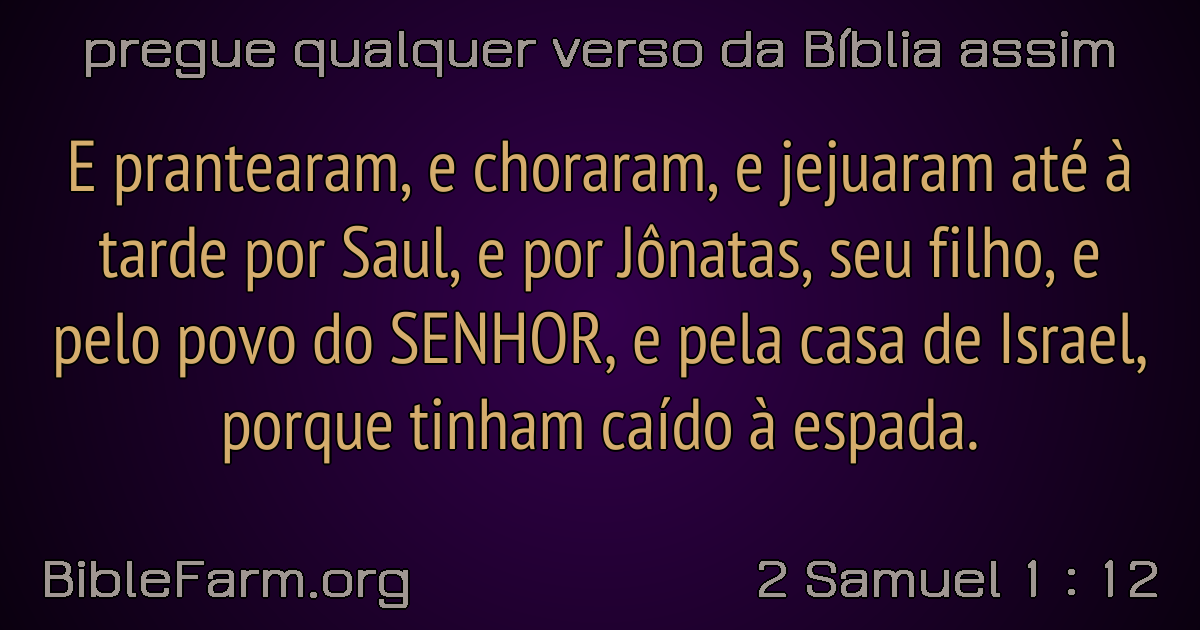 pregue qualquer verso da Bíblia assim
E prantearam, e choraram, e jejuaram até à
tarde por Saul, e por Jônatas, seu filho, e
pelo povo do SENHOR, e pela casa de Israel,
porque tinham caído à espada.
BibleFarm.org
2 Samuel 1 : 12